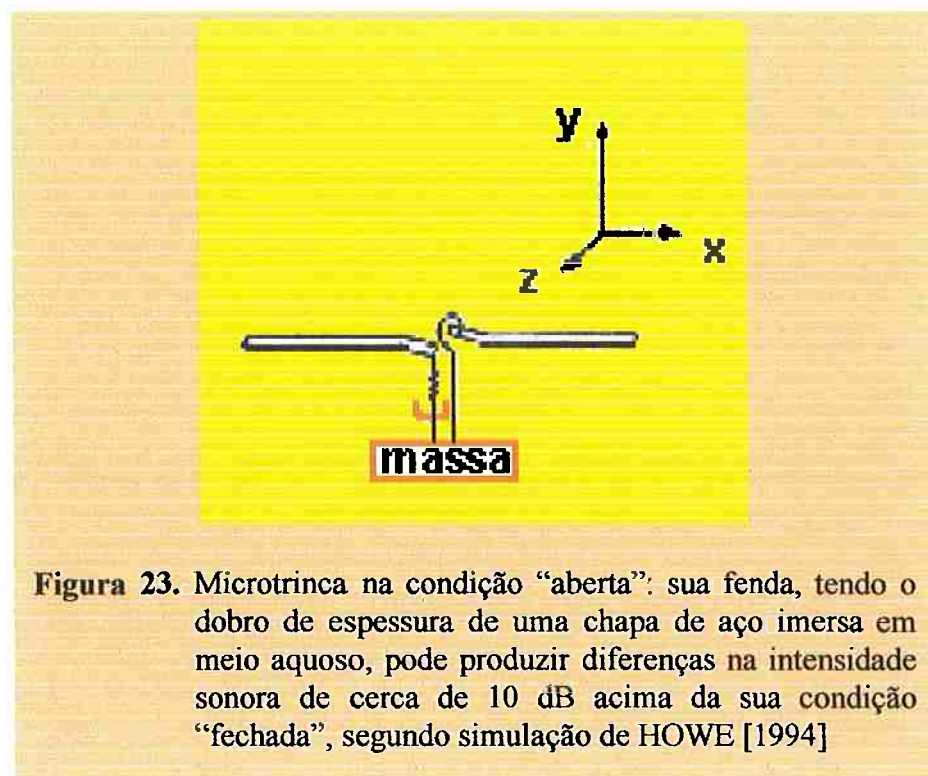 y
x
z
massa
Figura 23. Microtrinca na condição “aberta”: sua fenda, tendo o
dobro de espessura de uma chapa de aço imersa em
meio aquoso, pode produzir diferenças na intensidade
sonora de cerca de 10 dB acima da sua condição
“fechada”, segundo simulação de HOWE [1994]